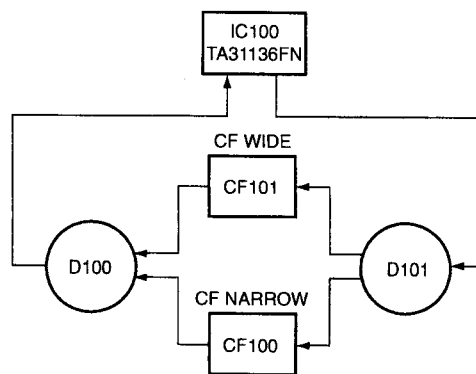 IC100
TA31136FN
CF WIDE
CF101
D100
D101
CF NARROW
CF100